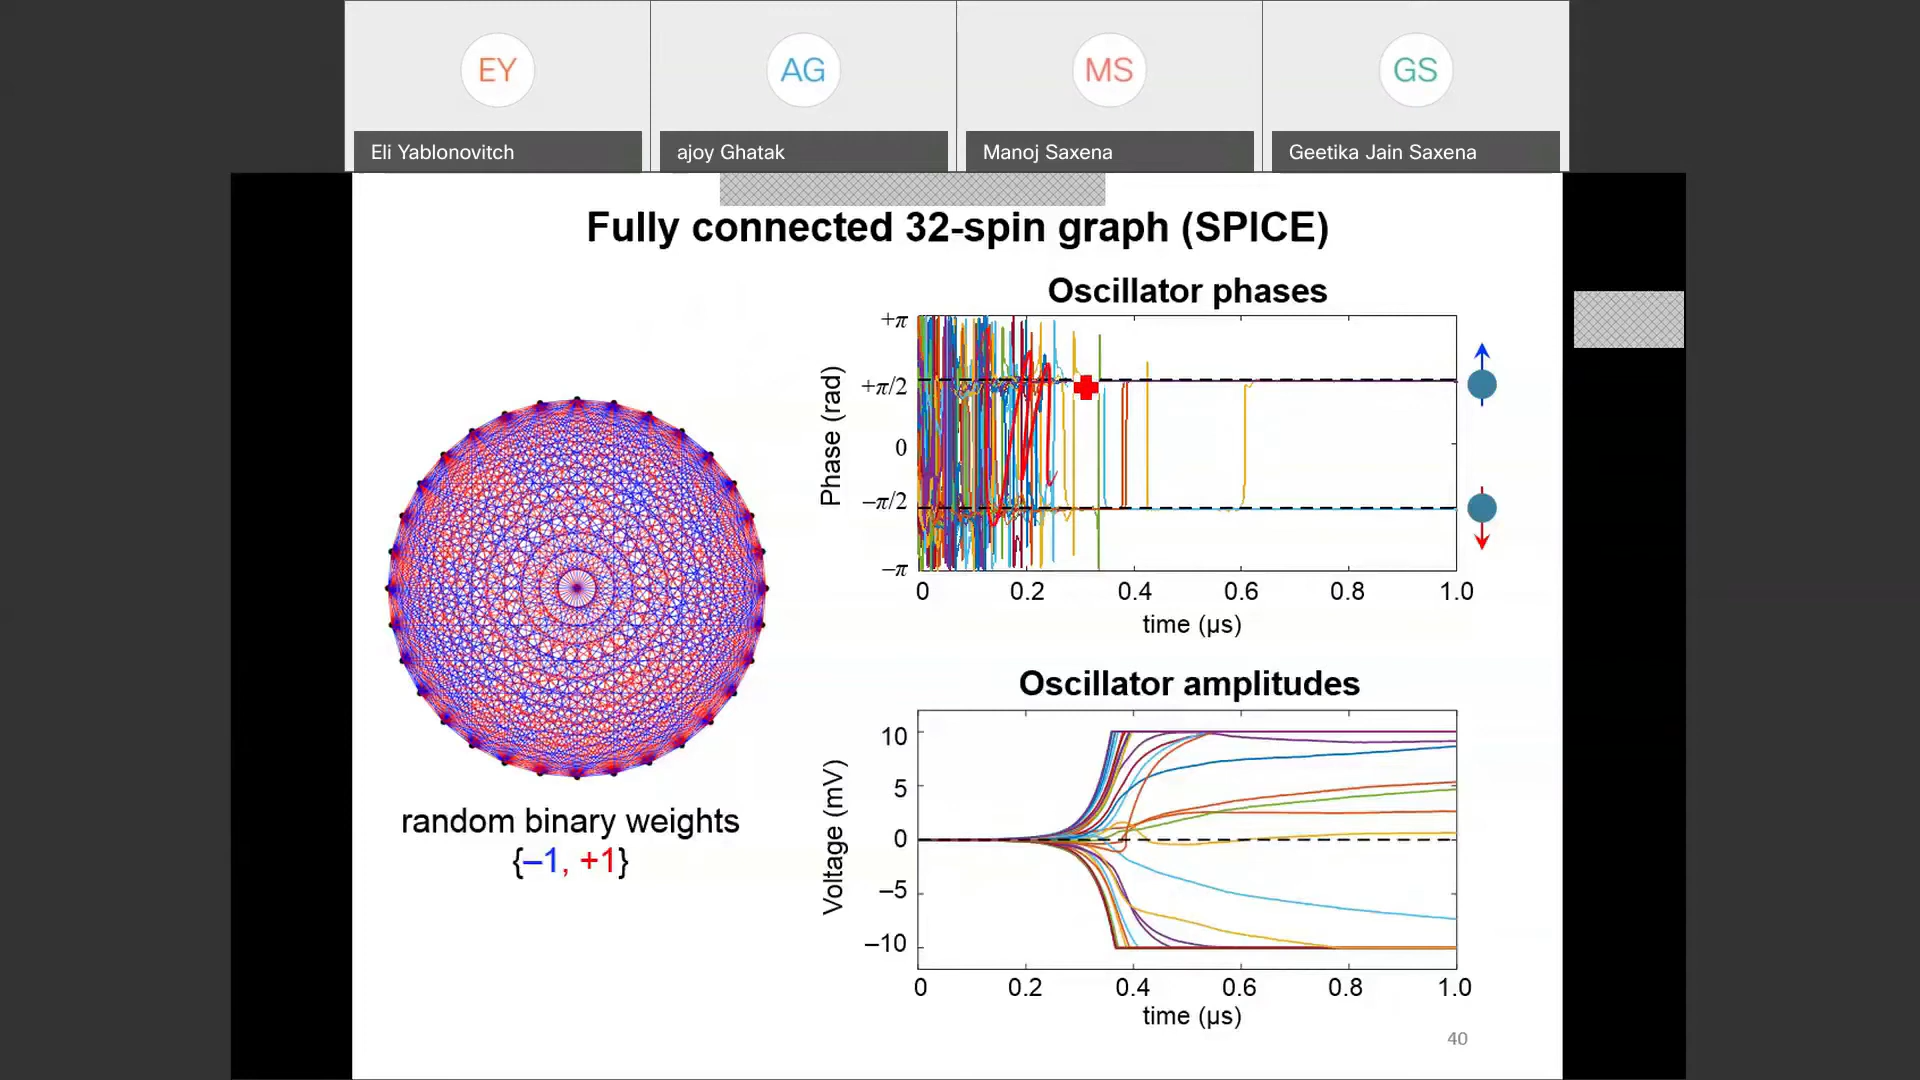 EY
AG
MS
GS
Eli Yablonovitch
ajoy Ghatak
Manoj Saxena
Geetika Jain Saxena
Fully connected 32-spin graph (SPICE)
Oscillator phases
Phase (rad)
+π
+π/2
0
−π/2
−π
0 0.2 0.4 0.6 0.8 1.0
time (µs)
random binary weights
{–1, +1}
Oscillator amplitudes
Voltage (mV)
10
5
0
–5
–10
0 0.2 0.4 0.6 0.8 1.0
time (µs)
40